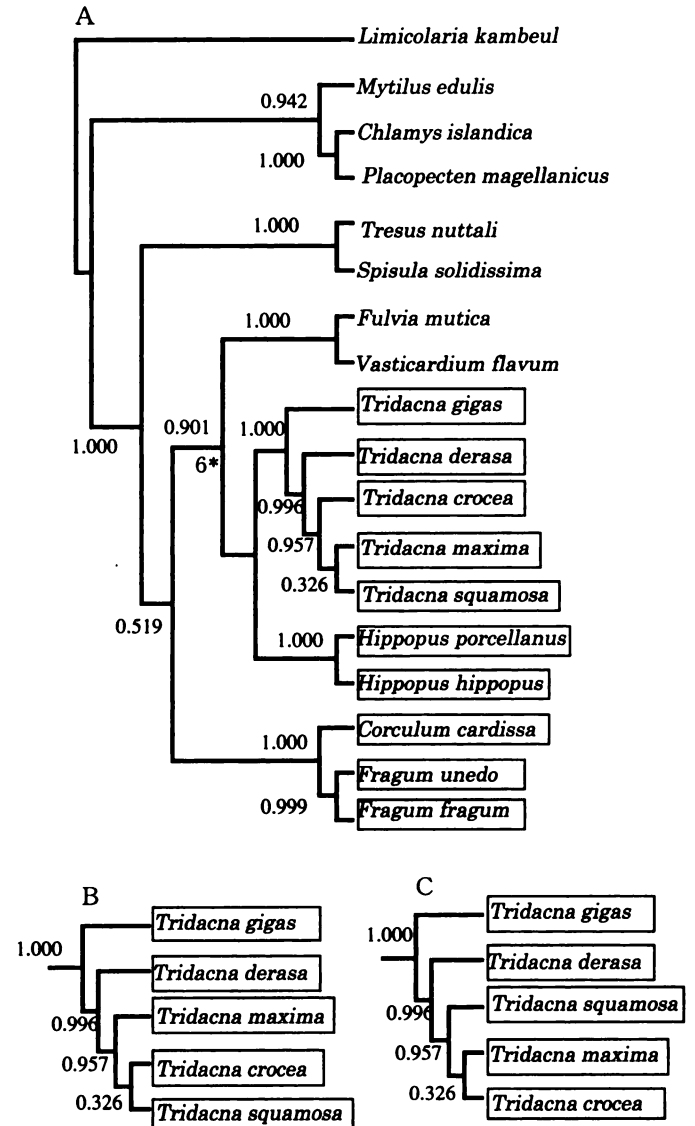 A
Limicolaria kambeul
Mytilus edulis
0.942
Chlamys islandica
1.000
Placopecten magellanicus
1.000
Tresus nuttali
Spisula solidissima
Fulvia mutica
1.000
Vasticardium flavum
Tridacna gigas
0.901
1.000
1.000
6*
Tridacna derasa
Tridacna crocea
0.996
0.957
Tridacna maxima
0.326
Tridacna squamosa
0.519
1.000
Hippopus porcellanus
Hippopus hippopus
Corculum cardissa
1.000
Fragum unedo
0.999
Fragum fragum
B
Tridacna gigas
1.000
Tridacna derasa
0.996
Tridacna maxima
0.957
Tridacna crocea
0.326
Tridacna squamosa
C
Tridacna gigas
1.000
Tridacna derasa
0.996
Tridacna squamosa
0.957
Tridacna maxima
0.326
Tridacna crocea